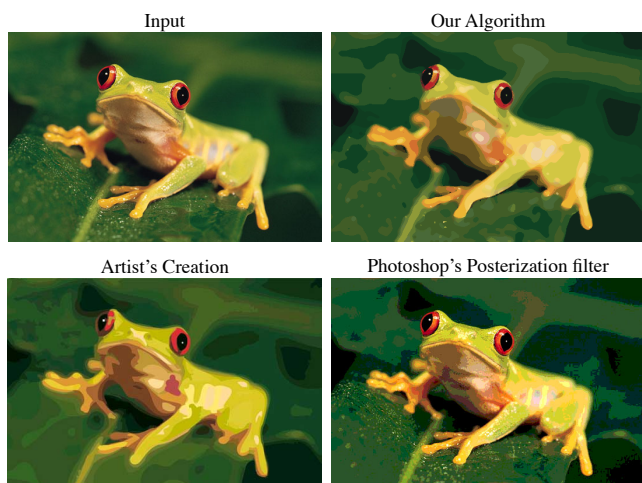 Input
Our Algorithm
Artist's Creation
Photoshop's Posterization filter